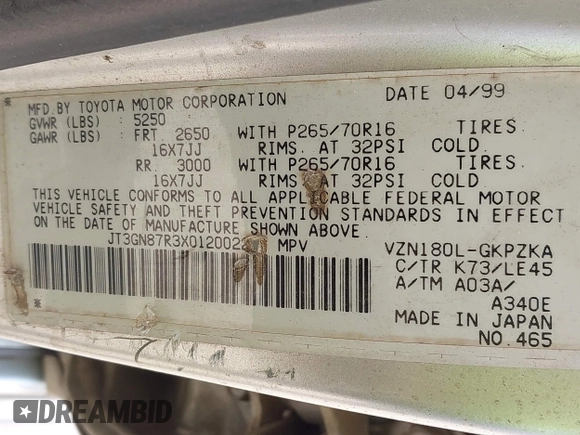 MFD.BY TOYOTA MOTOR CORPORATION DATE 04/99
GVWR (LBS) : 5250
GAWR (LBS) : FRT. 2650 WITH P265/70R16 TIRES.
16X7JJ RIMS. AT 32PSI COLD.
RR. 3000 WITH P265/70R16 TIRES.
16X7JJ RIMS. AT 32PSI COLD
THIS VEHICLE CONFORMS TO ALL APPLICABLE FEDERAL MOTOR
VEHICLE SAFETY AND THEFT PREVENTION STANDARDS IN EFFECT
ON THE DATE OF MANUFACTURE SHOWN ABOVE.
MPV VZN180L-GKPZKA
C/TR K73/LE45
A/TM A03A/
A340E
MADE IN JAPAN
NO.465
DREAMBID